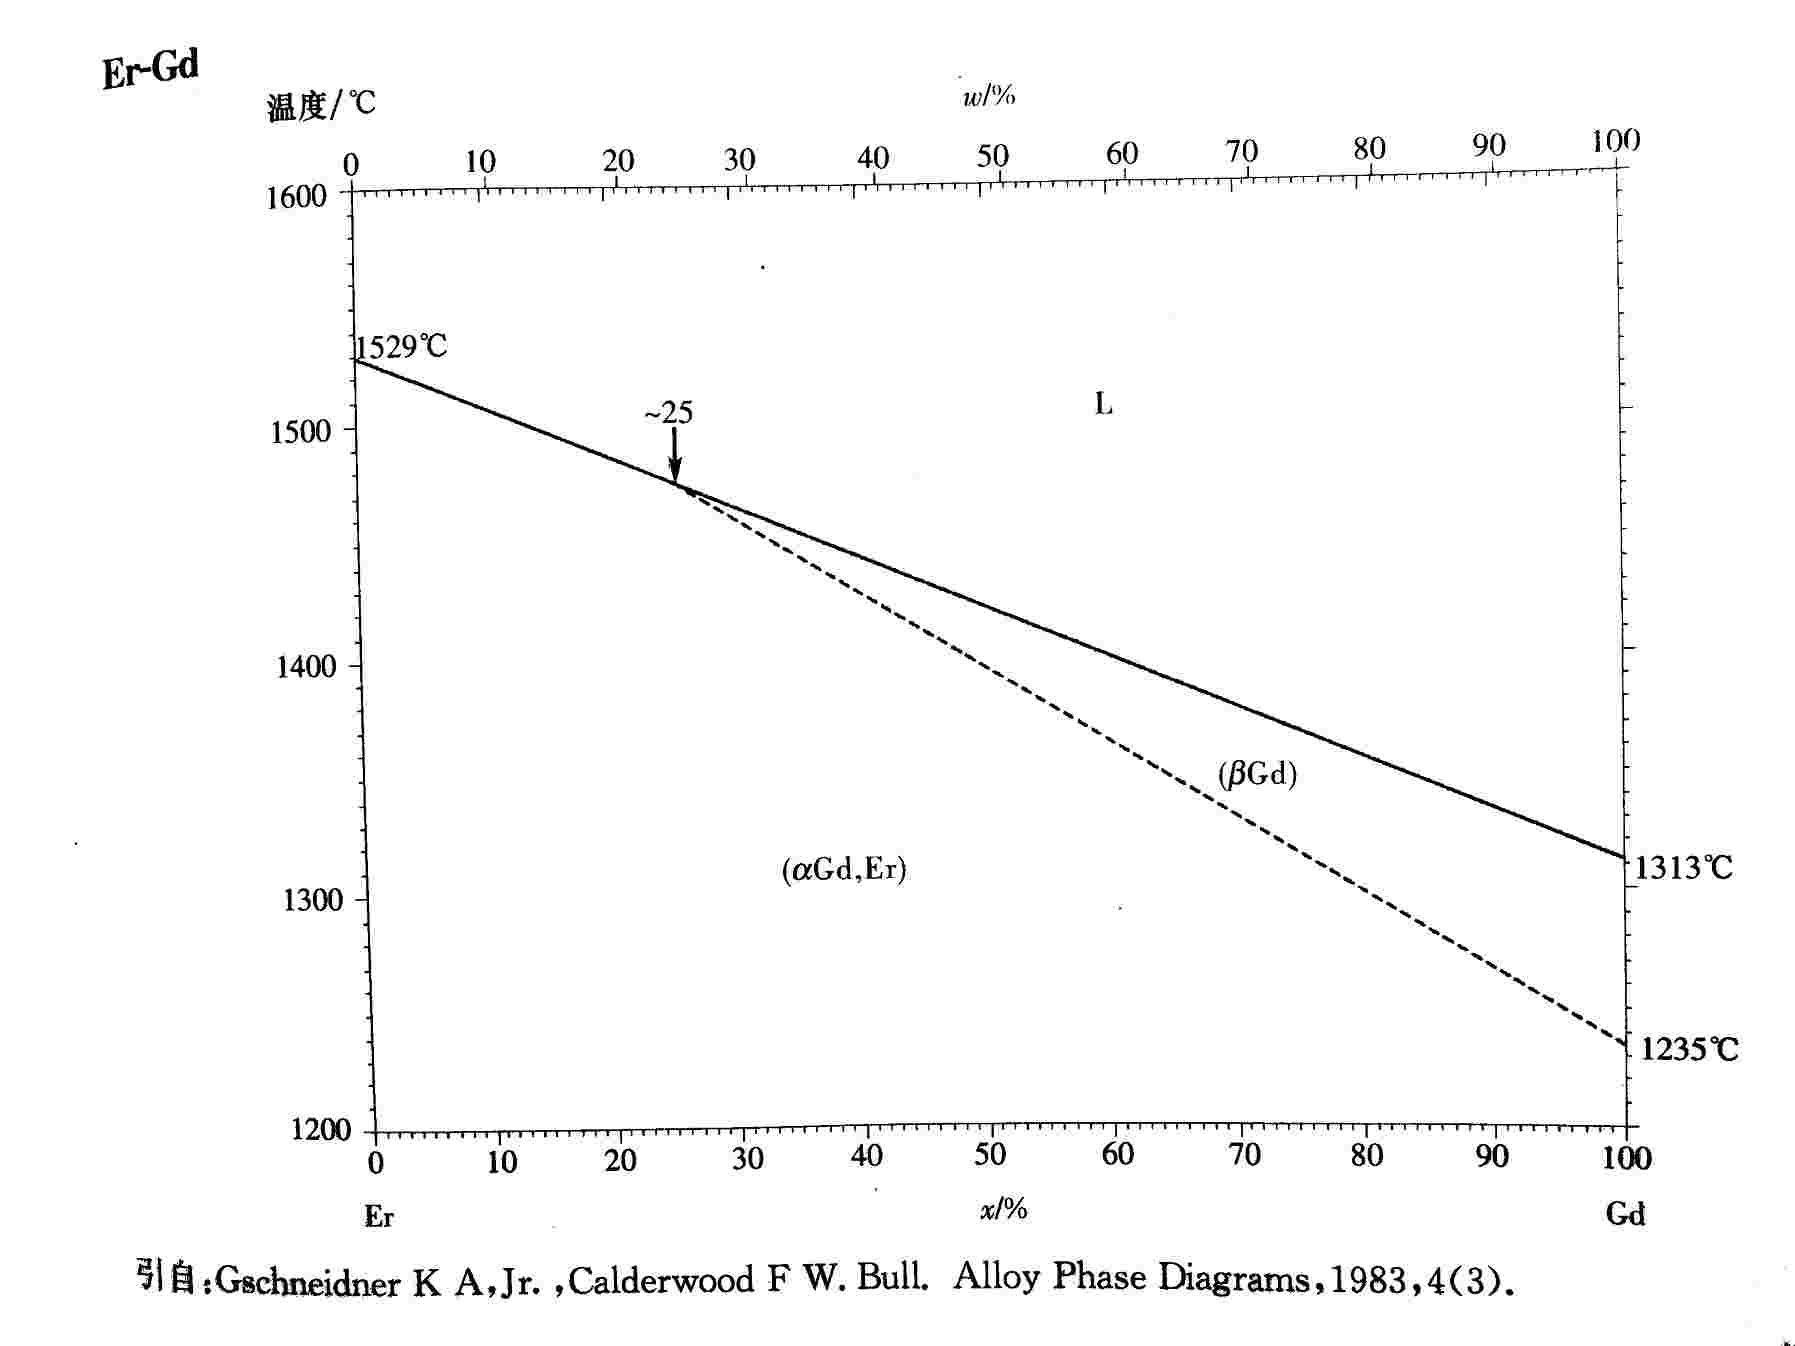 Er-Gd
温度/℃
w/%
0 10 20 30 40 50 60 70 80 90 100
1600
1529℃
~25
L
1500
1400
(βGd)
(αGd,Er)
1313℃
1300
1235℃
1200
0 10 20 30 40 50 60 70 80 90 100
Er x/% Gd
引自:Gschneidner K A,Jr. ,Calderwood F W. Bull. Alloy Phase Diagrams,1983,4(3).